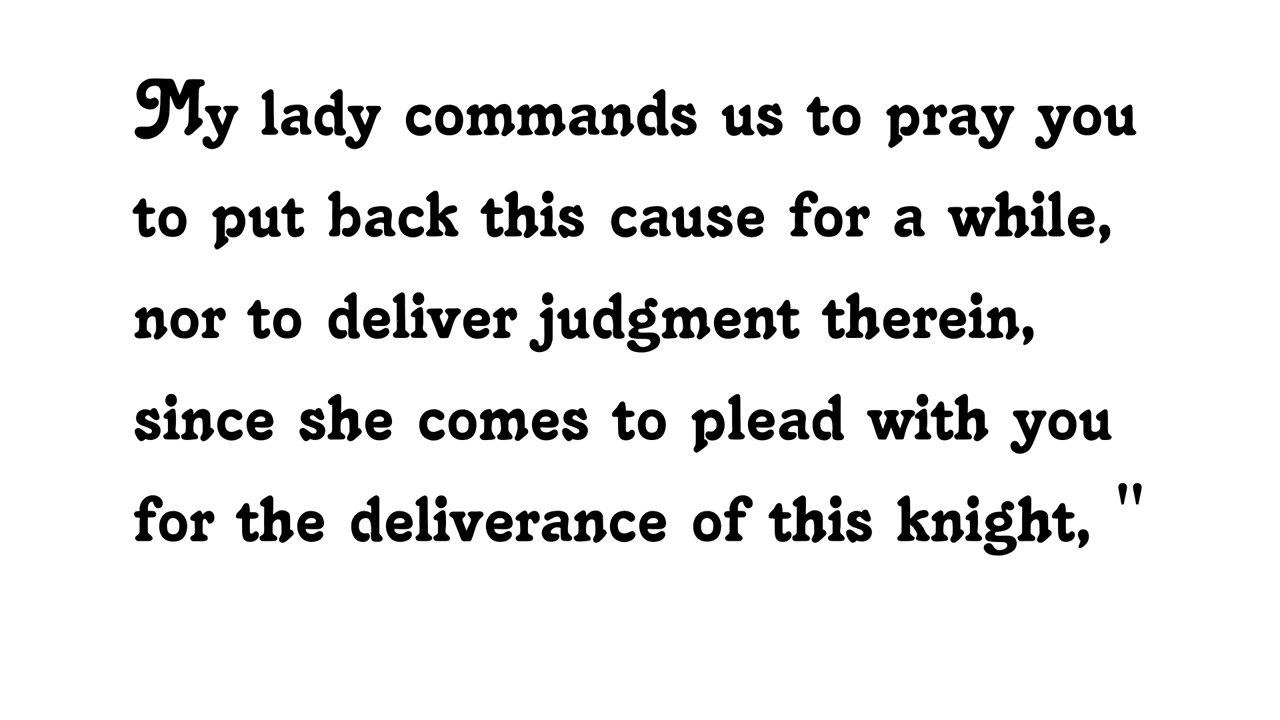 My lady commands us to pray you
to put back this cause for a while,
nor to deliver judgment therein,
since she comes to plead with you
for the deliverance of this knight, "